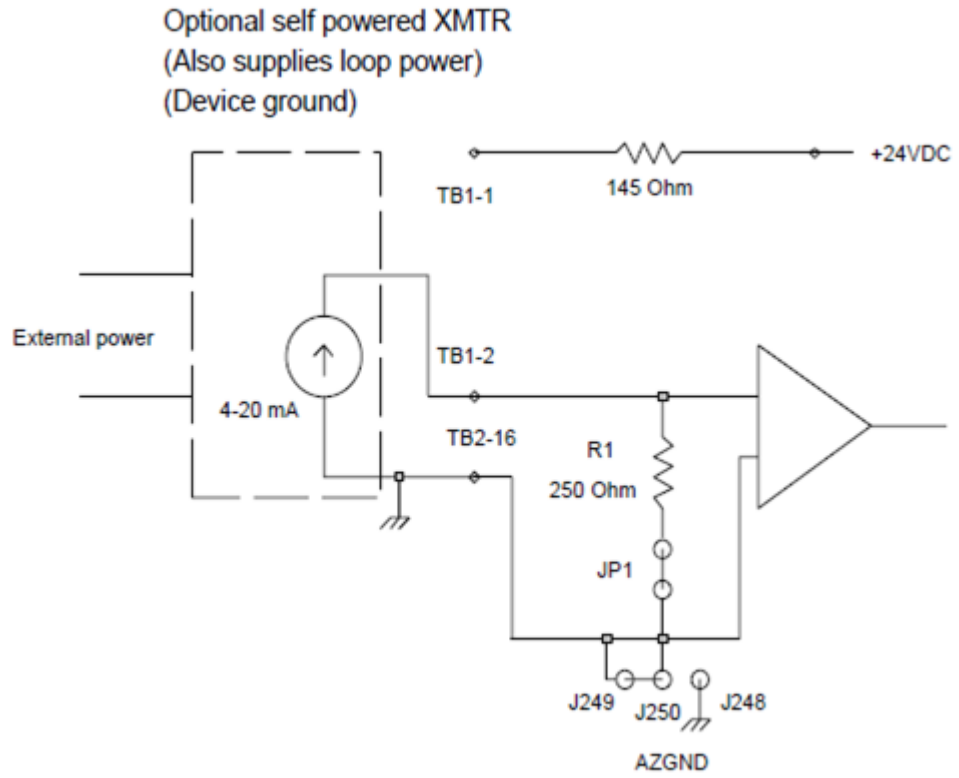 Optional self powered XMTR
(Also supplies loop power)
(Device ground)
+24VDC
TB1-1
145 Ohm
External power
4-20 mA
TB1-2
TB2-16
R1
250 Ohm
JP1
J249
J250
J248
AZGND